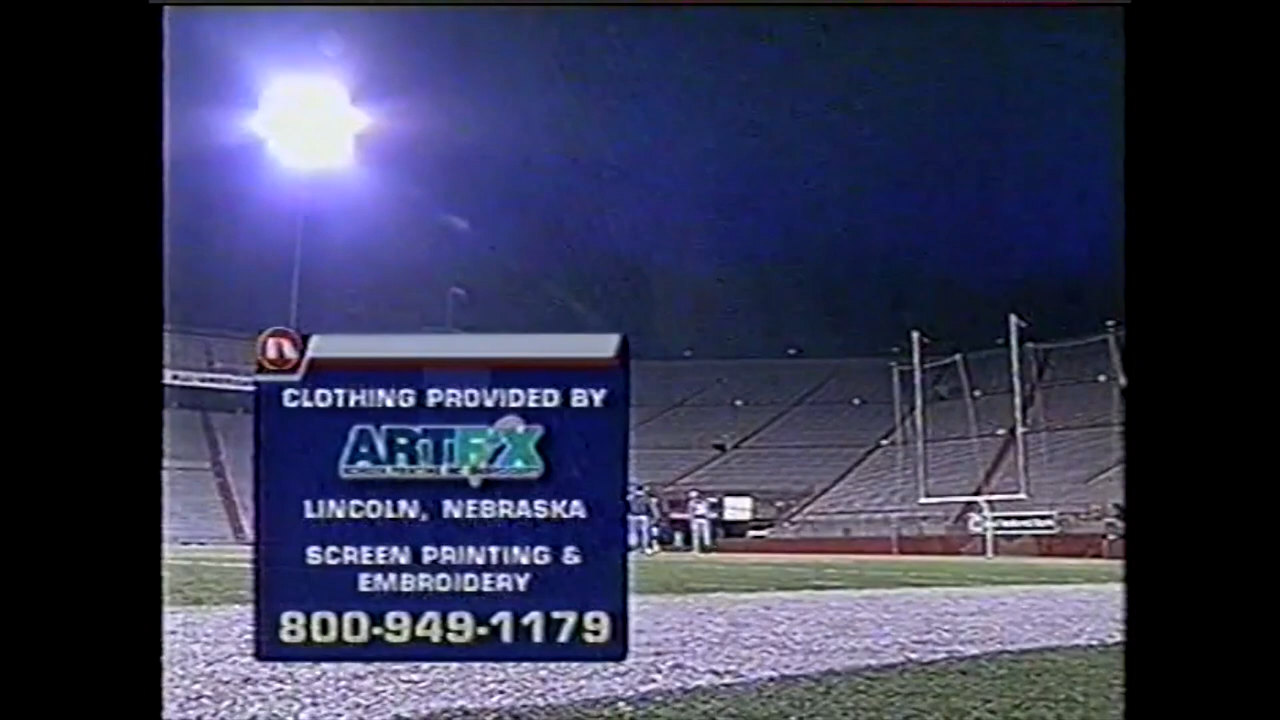 CLOTHING PROVIDED BY
ARTFX
LINCOLN, NEBRASKA
SCREEN PRINTING &
EMBROIDERY
800-949-1179